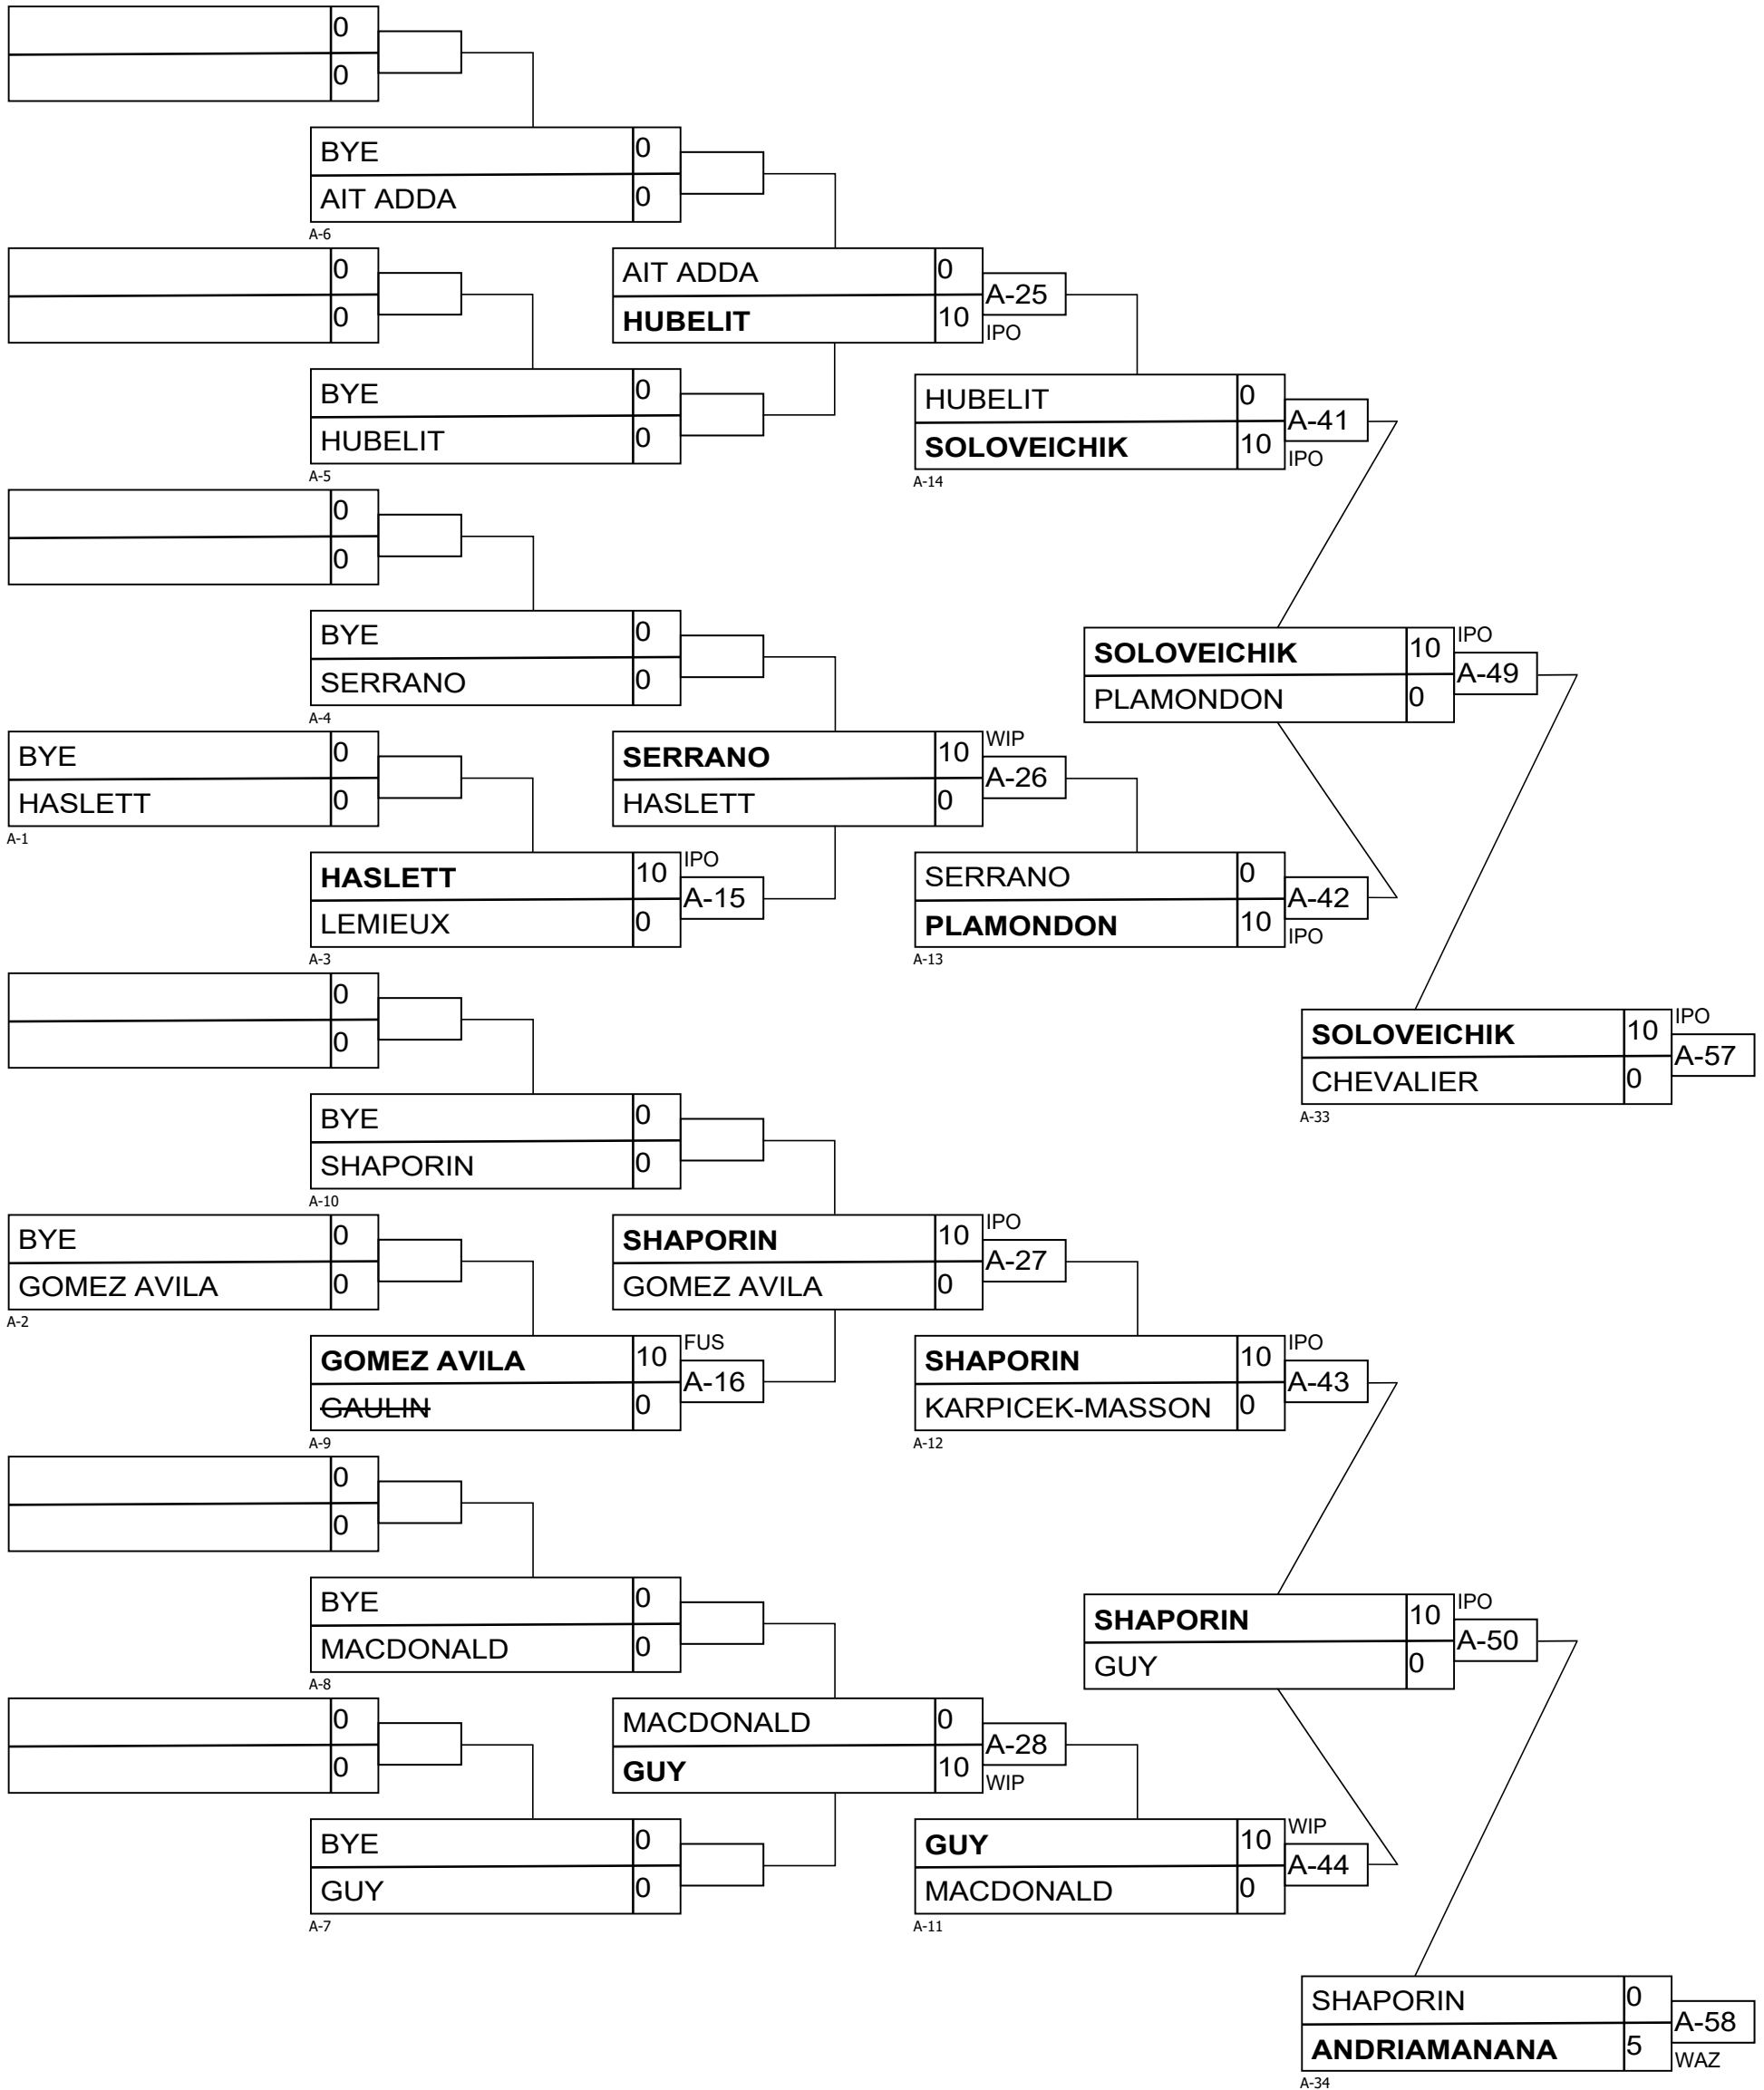 0
0
BYE 0
AIT ADDA 0
A-6
0
0
AIT ADDA 0
HUBELIT 10
A-25
IPO
BYE 0
HUBELIT 0
A-5
HUBELIT 0
SOLOVEICHIK 10
A-41
IPO
A-14
0
0
BYE 0
SERRANO 0
A-4
SOLOVEICHIK 10
PLAMONDON 0
IPO
A-49
BYE 0
HASLETT 0
A-1
SERRANO 10
HASLETT 0
WIP
A-26
HASLETT 10
LEMIEUX 0
IPO
A-15
A-3
SERRANO 0
PLAMONDON 10
A-42
IPO
A-13
0
0
SOLOVEICHIK 10
CHEVALIER 0
IPO
A-57
A-33
BYE 0
SHAPORIN 0
A-10
BYE 0
GOMEZ AVILA 0
A-2
SHAPORIN 10
GOMEZ AVILA 0
IPO
A-27
GOMEZ AVILA 10
GAULIN 0
FUS
A-16
A-9
SHAPORIN 10
KARPICEK-MASSON 0
IPO
A-43
A-12
0
0
BYE 0
MACDONALD 0
A-8
SHAPORIN 10
GUY 0
IPO
A-50
0
0
MACDONALD 0
GUY 10
A-28
WIP
BYE 0
GUY 0
A-7
GUY 10
MACDONALD 0
WIP
A-44
A-11
SHAPORIN 0
ANDRIAMANANA 5
A-58
WAZ
A-34